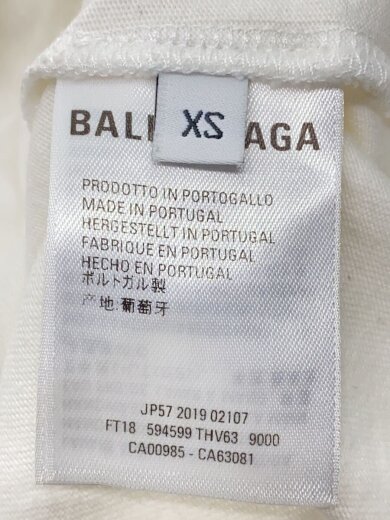 XS
BAL AGA
PRODOTTO IN PORTOGALLO
MADE IN PORTUGAL
HERGESTELLT IN PORTUGAL
FABRIQUE EN PORTUGAL
HECHO EN PORTUGAL
ポルトガル製
产地:葡萄牙
JP57 2019 02107
FT18 594599 THV63 9000
CA00985 - CA63081